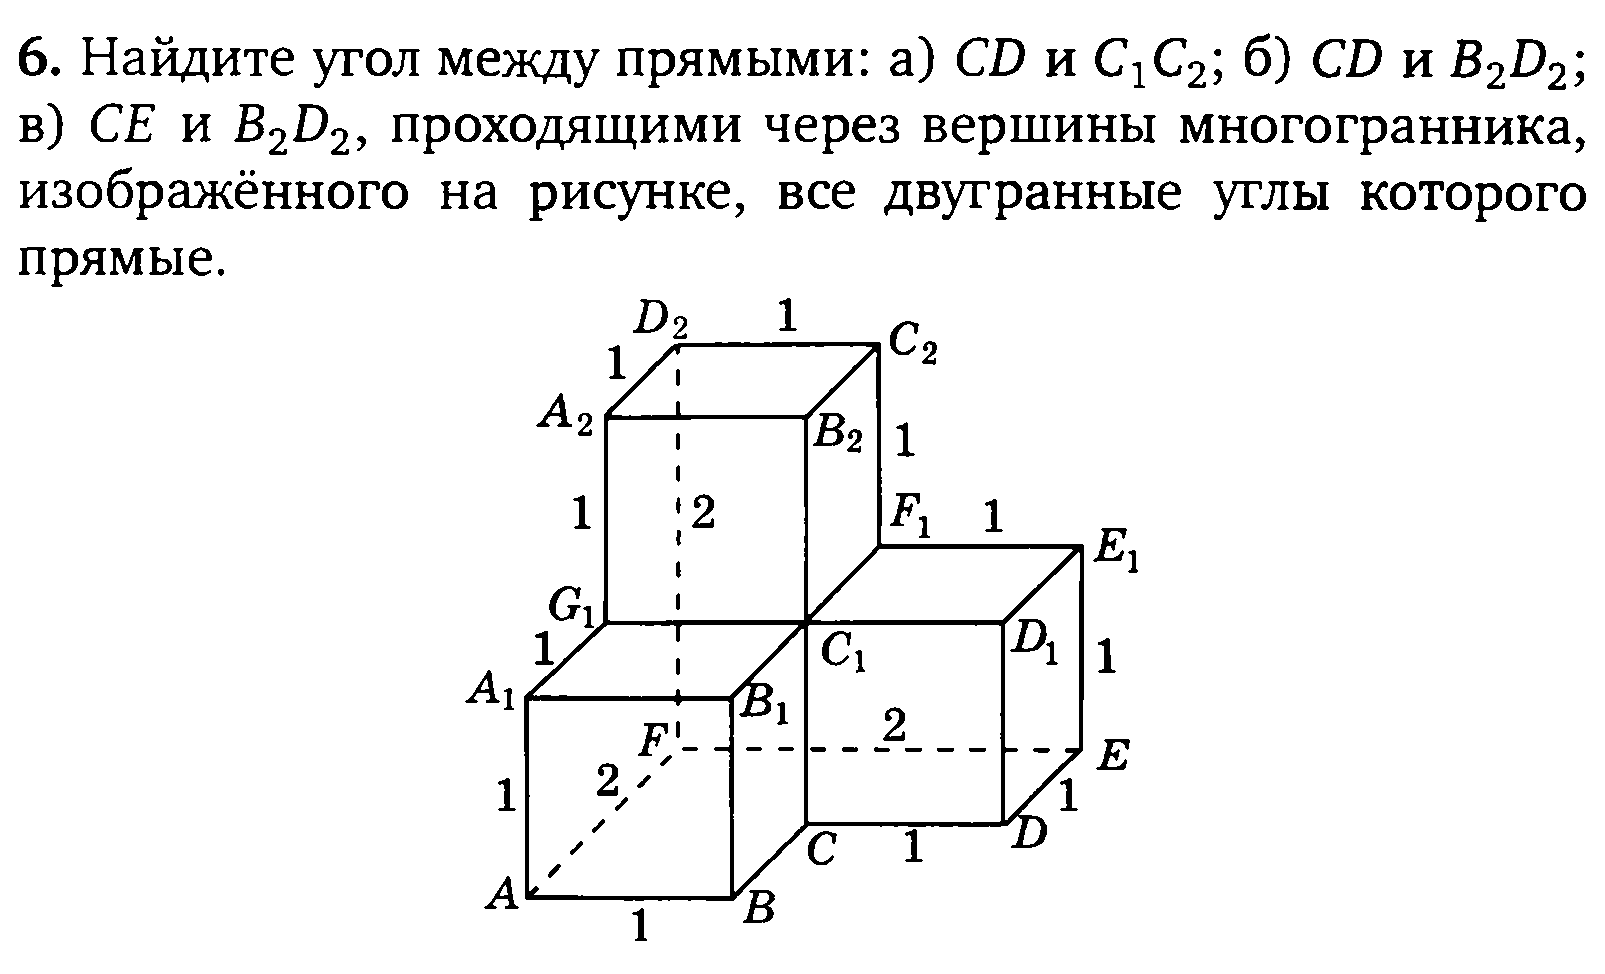 6. Найдите угол между прямыми: а) CD и C₁C₂; б) CD и B₂D₂;
в) CE и B₂D₂, проходящими через вершины многогранника,
изображённого на рисунке, все двугранные углы которого
прямые.
D₂ 1 C₂
1
A₂ B₂
1
1 2
F₁ 1 E₁
G₁
1 C₁ D₁ 1
A₁ B₁
F 2 E
1 2 1
C 1 D
A 1 B